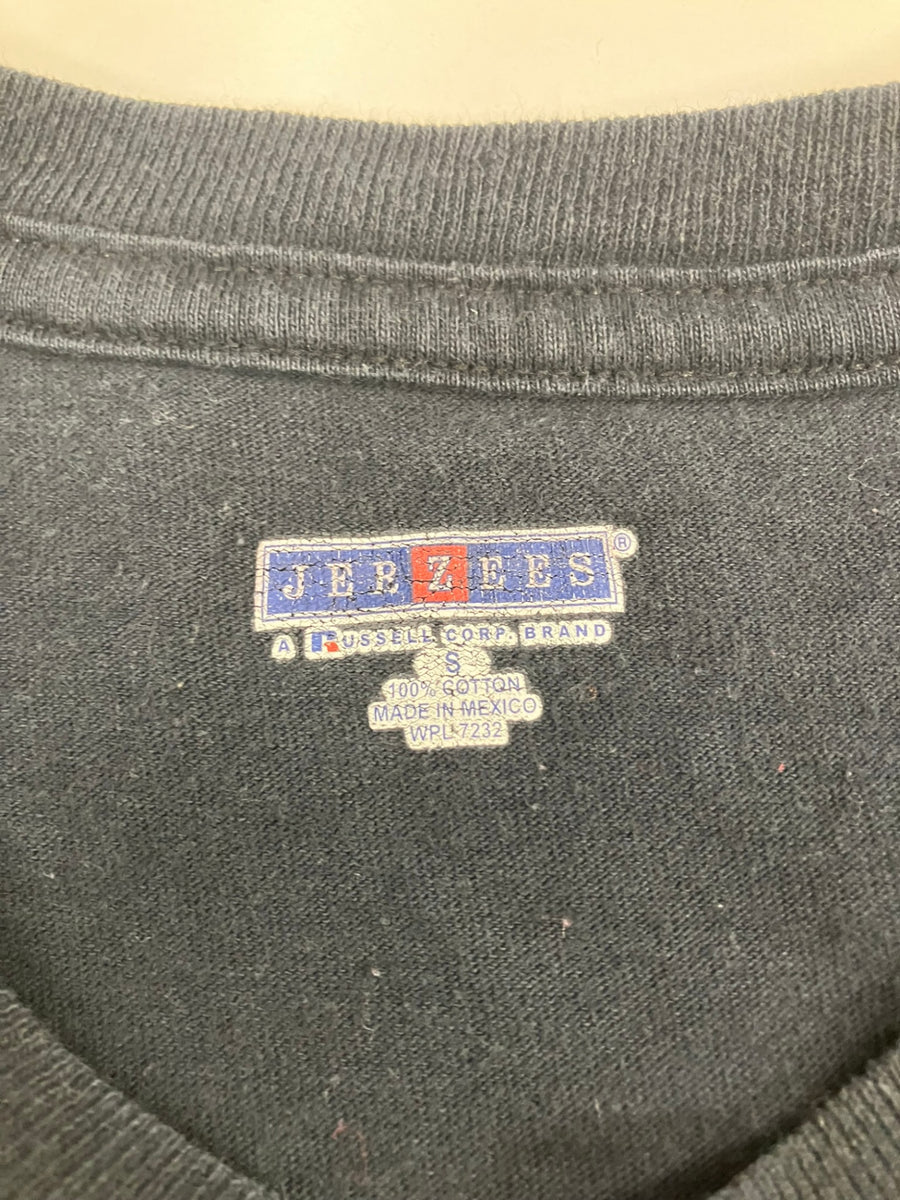 JERZEES ®
A RUSSELL CORP. BRAND
S
100% COTTON
MADE IN MEXICO
WPL 7232